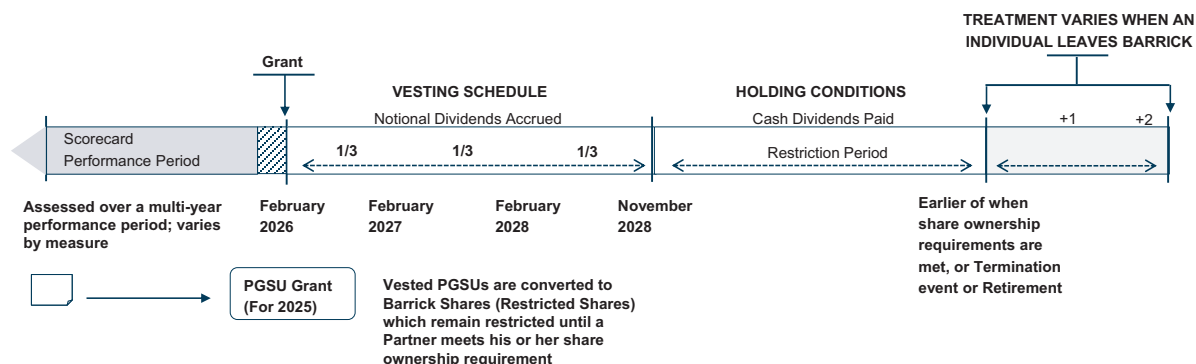 TREATMENT VARIES WHEN AN
INDIVIDUAL LEAVES BARRICK
Grant
VESTING SCHEDULE
HOLDING CONDITIONS
Notional Dividends Accrued
Cash Dividends Paid
+1
+2
Scorecard
Performance Period
1/3
1/3
1/3
Restriction Period
Assessed over a multi-year
performance period; varies
by measure
February
2026
February
2027
February
2028
November
2028
Earlier of when
share ownership
requirements are
met, or Termination
event or Retirement
PGSU Grant
(For 2025)
Vested PGSUs are converted to
Barrick Shares (Restricted Shares)
which remain restricted until a
Partner meets his or her share
ownership requirement